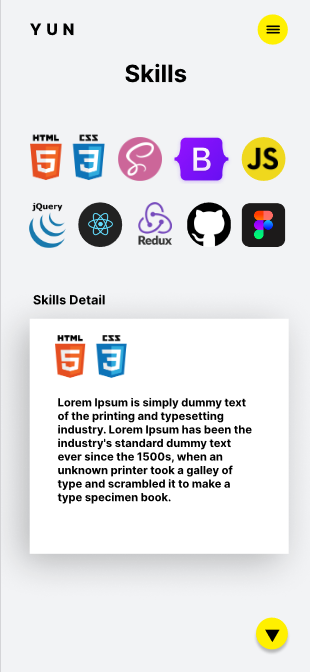 YUN
Skills
HTML CSS
5 3 B JS
jQuery
Redux
Skills Detail
HTML CSS
5 3
Lorem Ipsum is simply dummy text
of the printing and typesetting
industry. Lorem Ipsum has been the
industry's standard dummy text
ever since the 1500s, when an
unknown printer took a galley of
type and scrambled it to make a
type specimen book.